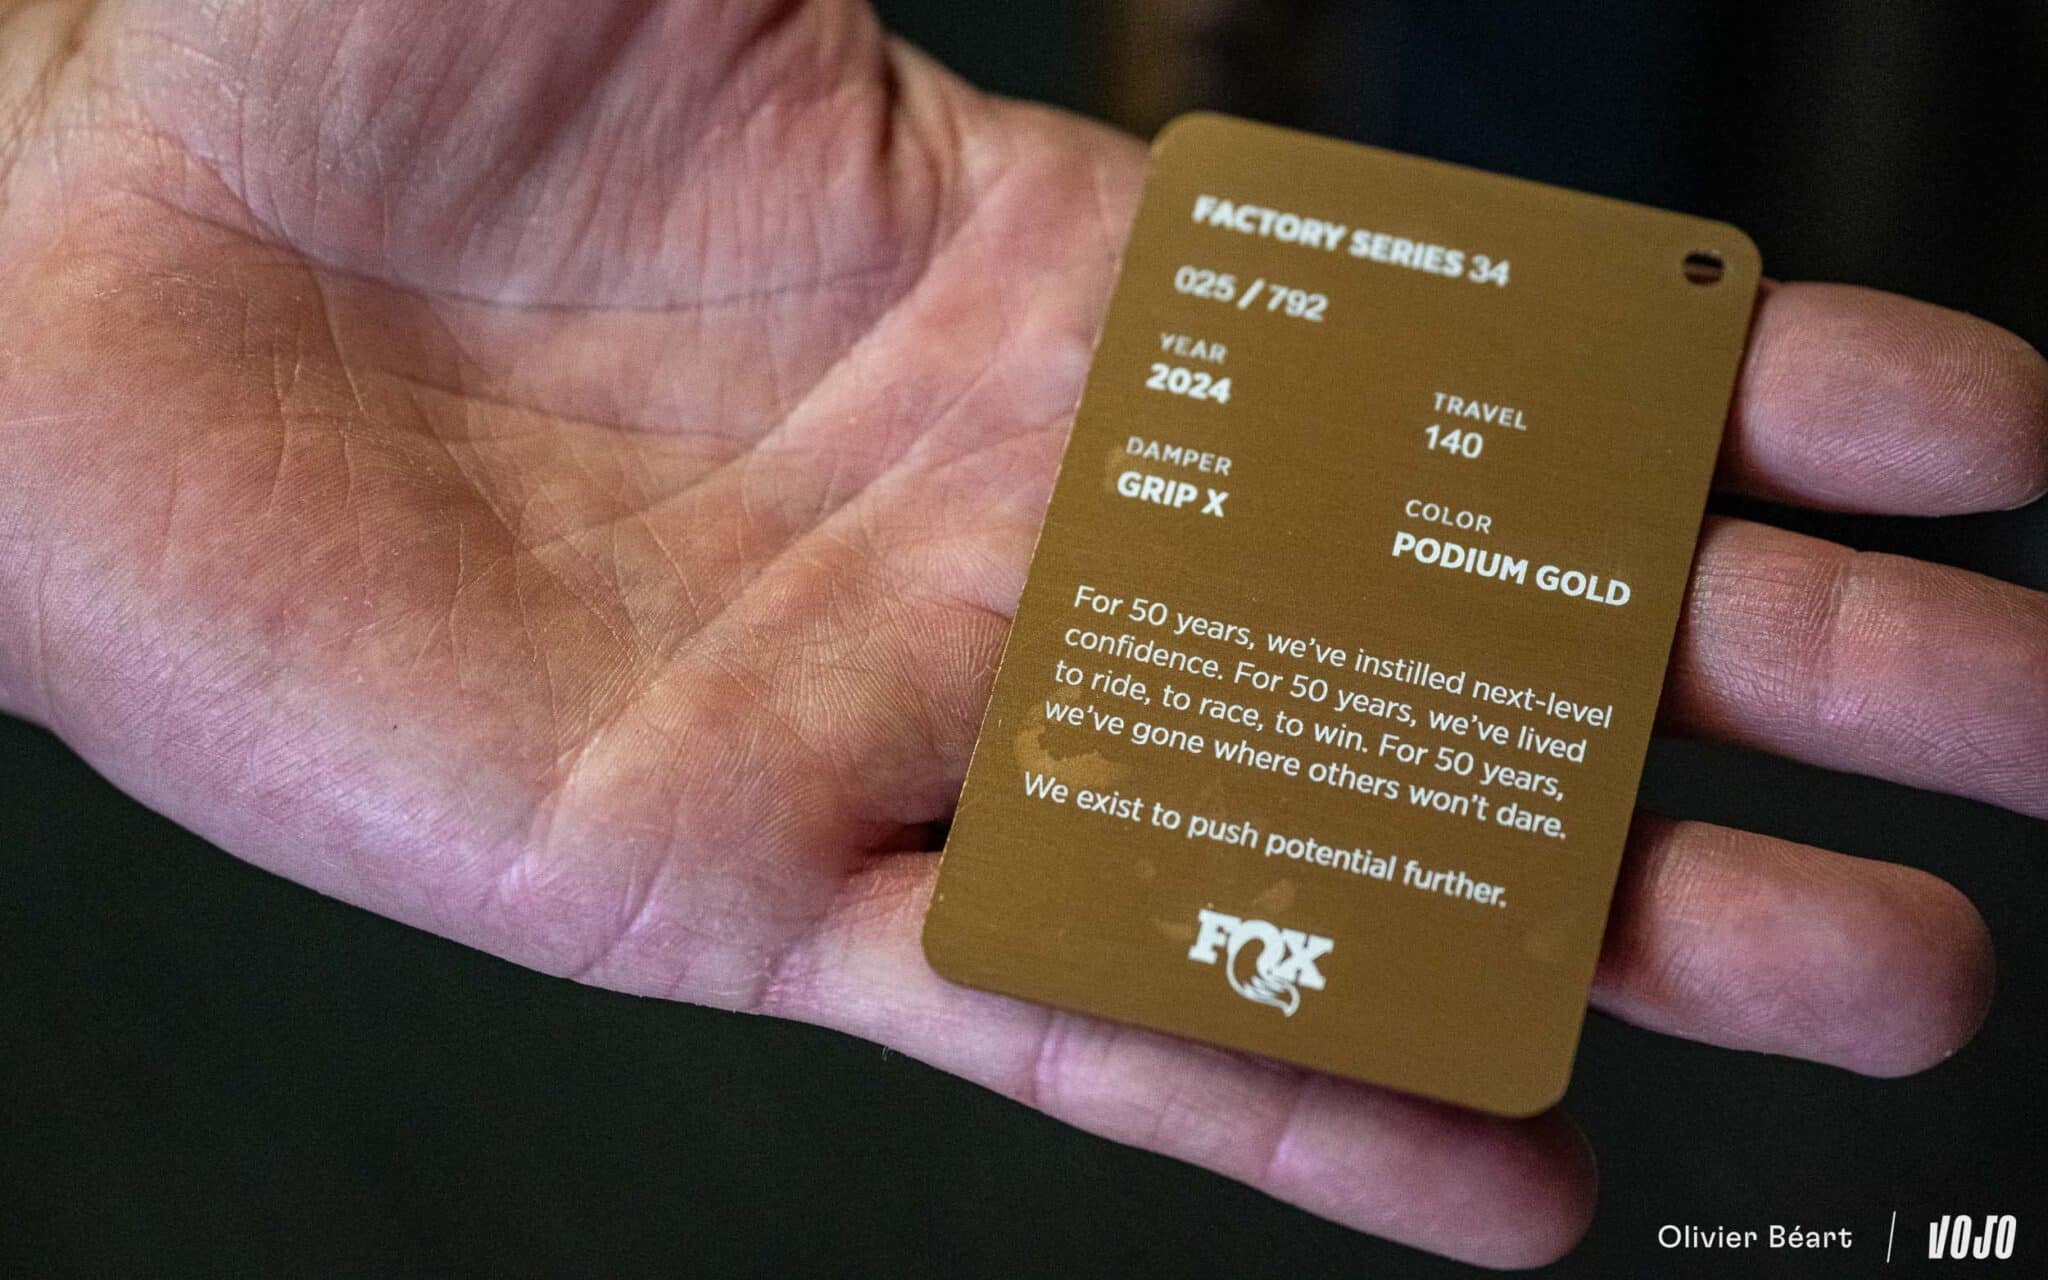 FACTORY SERIES 34
025 / 792
YEAR
2024
TRAVEL
140
DAMPER
GRIP X
COLOR
PODIUM GOLD
For 50 years, we've instilled next-level
confidence. For 50 years, we've lived
to ride, to race, to win. For 50 years,
we've gone where others won't dare.
We exist to push potential further.
FOX
Olivier Béart | VOJO